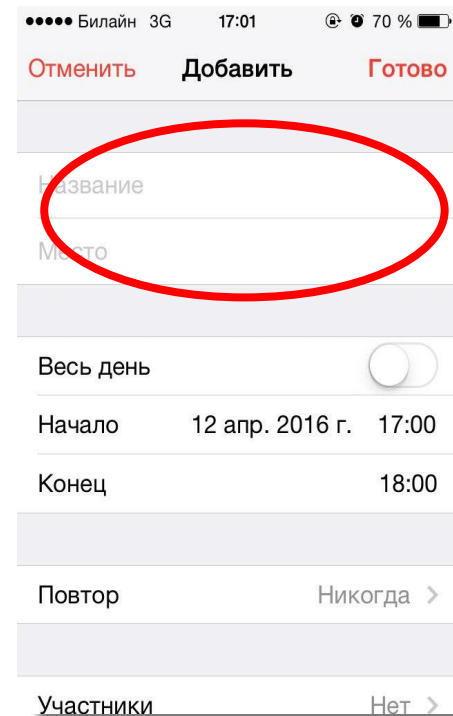 Билайн 3G 17:01 70 %
Отменить Добавить Готово
Название
Место
Весь день
Начало 12 апр. 2016 г. 17:00
Конец 18:00
Повтор Никогда
Участники Нет